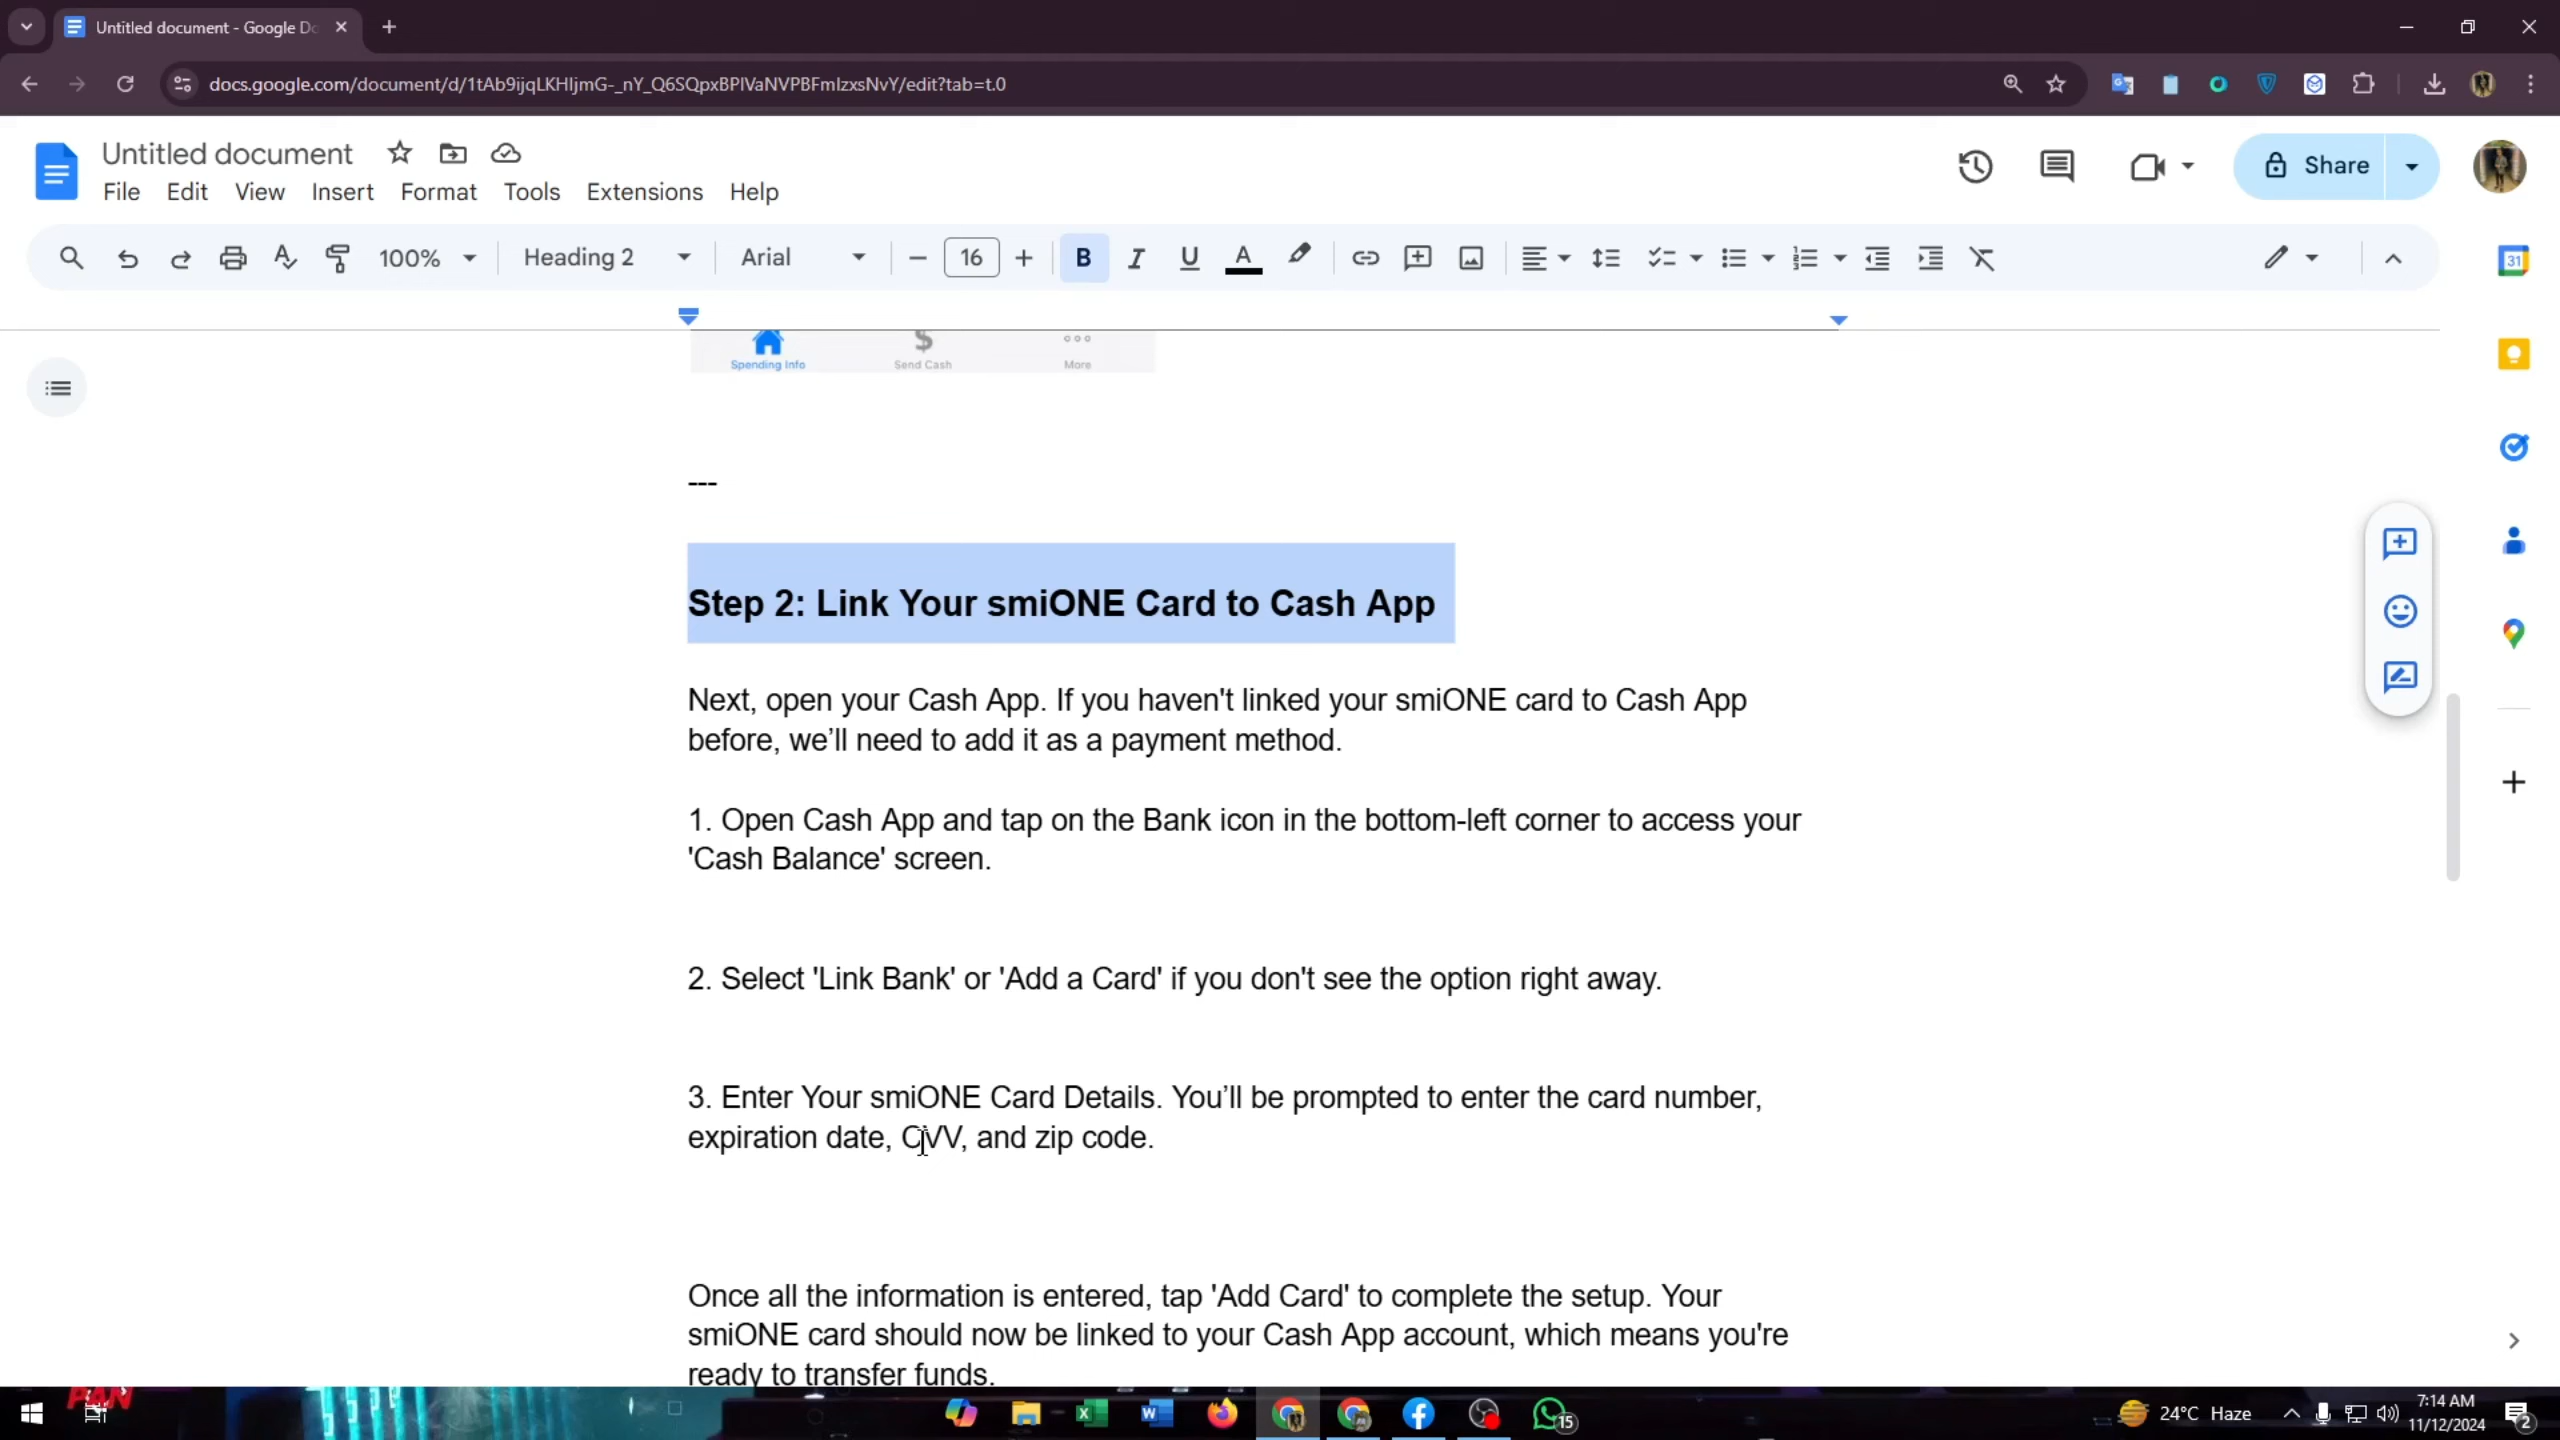 Untitled document - Google Do
docs.google.com/document/d/1tAb9ijqLKHIjmG-_nY_Q6SQpxBPlVaNVPBFmIzxsNvY/edit?tab=t.0
Untitled document
File Edit View Insert Format Tools Extensions Help
Share
100% Heading 2 Arial 16 B I U A
31
Spending Info Send Cash More
---
Step 2: Link Your smiONE Card to Cash App
Next, open your Cash App. If you haven't linked your smiONE card to Cash App
before, we’ll need to add it as a payment method.
1. Open Cash App and tap on the Bank icon in the bottom-left corner to access your
'Cash Balance' screen.
2. Select 'Link Bank' or 'Add a Card' if you don't see the option right away.
3. Enter Your smiONE Card Details. You’ll be prompted to enter the card number,
expiration date, CVV, and zip code.
Once all the information is entered, tap 'Add Card' to complete the setup. Your
smiONE card should now be linked to your Cash App account, which means you're
ready to transfer funds.
15
24°C Haze
7:14 AM
11/12/2024
2